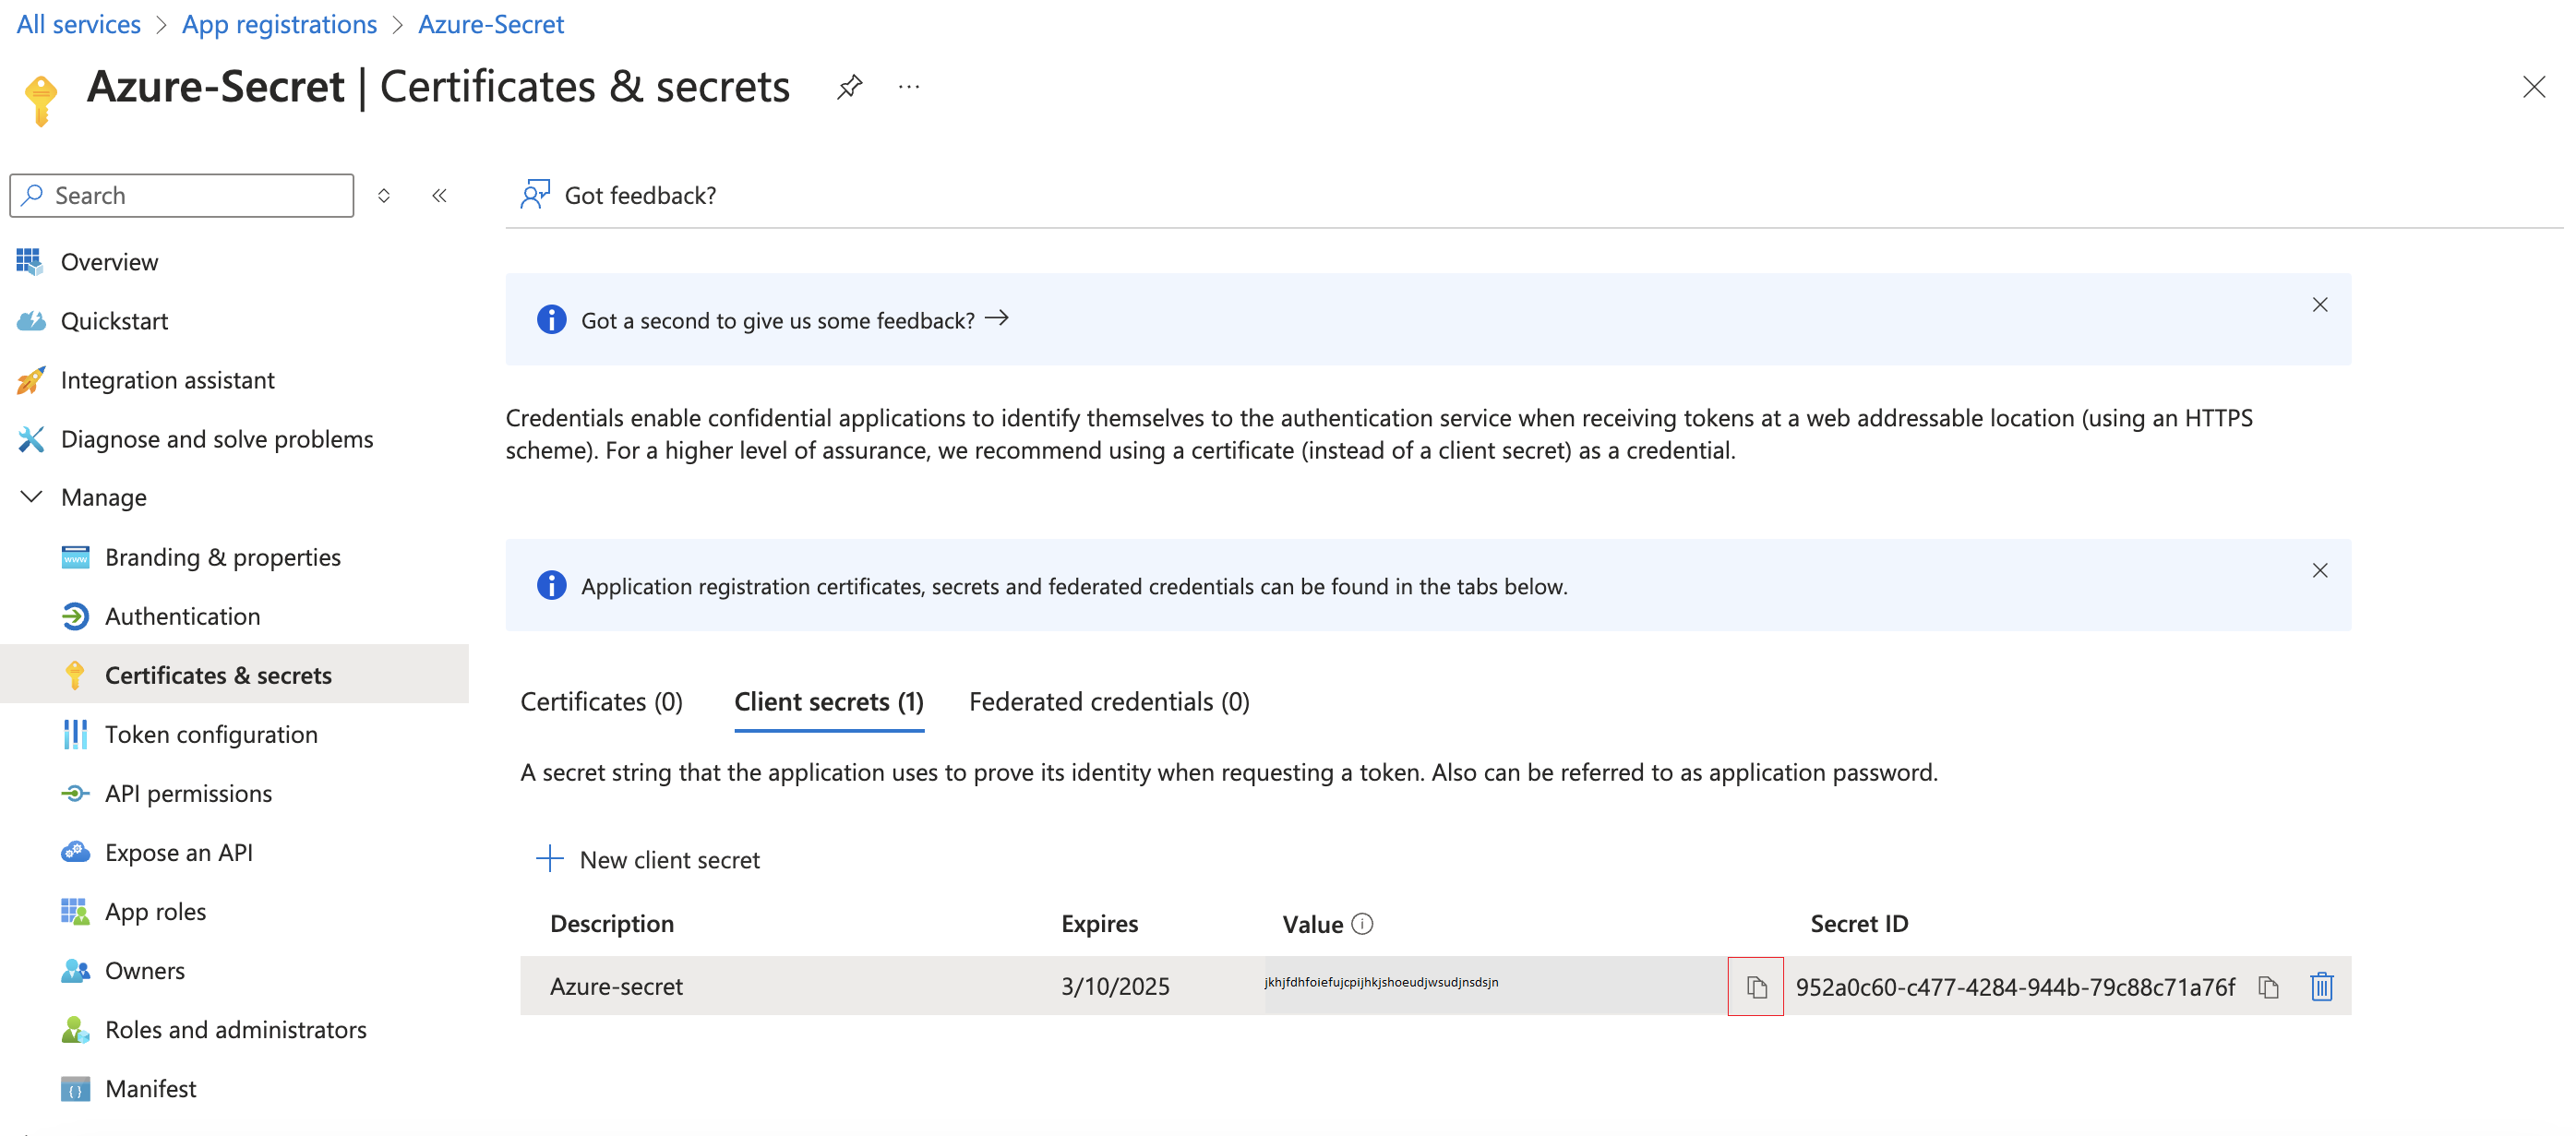 All services > App registrations > Azure-Secret
Azure-Secret | Certificates & secrets
Search
Overview
Quickstart
Integration assistant
Diagnose and solve problems
Manage
Branding & properties
Authentication
Certificates & secrets
Token configuration
API permissions
Expose an API
App roles
Owners
Roles and administrators
Manifest
Got feedback?
Got a second to give us some feedback? →
Credentials enable confidential applications to identify themselves to the authentication service when receiving tokens at a web addressable location (using an HTTPS
scheme). For a higher level of assurance, we recommend using a certificate (instead of a client secret) as a credential.
Application registration certificates, secrets and federated credentials can be found in the tabs below.
Certificates (0) Client secrets (1) Federated credentials (0)
A secret string that the application uses to prove its identity when requesting a token. Also can be referred to as application password.
New client secret
Description Expires Value Secret ID
Azure-secret 3/10/2025 jkhjfdhfoiefujcpijhkjshoeudjwsudjnsdsjn 952a0c60-c477-4284-944b-79c88c71a76f